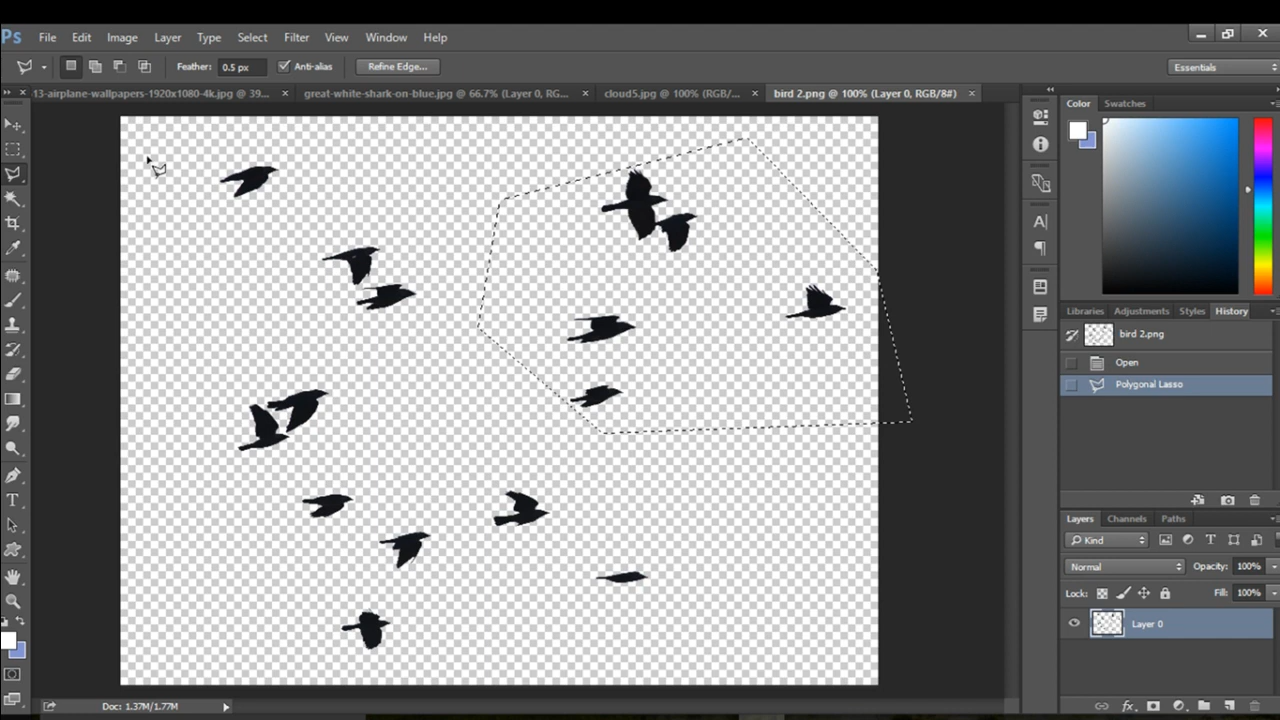 Ps File Edit Image Layer Type Select Filter View Window Help
Feather: 0.5 px Anti-alias Refine Edge... Essentials
13-airplane-wallpapers-1920x1080-4k.jpg @ 39... × great-white-shark-on-blue.jpg @ 66.7% (Layer 0, RG... × cloud5.jpg @ 100% (RGB/... × bird 2.png @ 100% (Layer 0, RGB/8#) ×
Color Swatches
Libraries Adjustments Styles History
bird 2.png
Open
Polygonal Lasso
Layers Channels Paths
Kind
Normal Opacity: 100%
Lock: Fill: 100%
Layer 0
Doc: 1.37M/1.77M